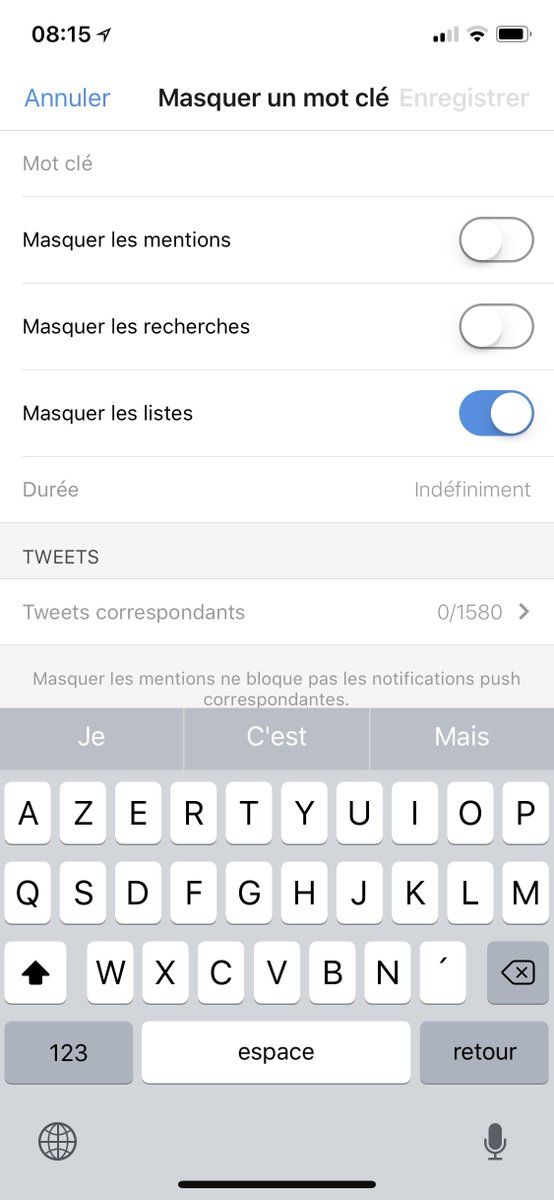 08:15
Annuler Masquer un mot clé Enregistrer
Mot clé
Masquer les mentions
Masquer les recherches
Masquer les listes
Durée Indéfiniment
TWEETS
Tweets correspondants 0/1580
Masquer les mentions ne bloque pas les notifications push
correspondantes.
Je C'est Mais
A Z E R T Y U I O P
Q S D F G H J K L M
W X C V B N ´
123 espace retour